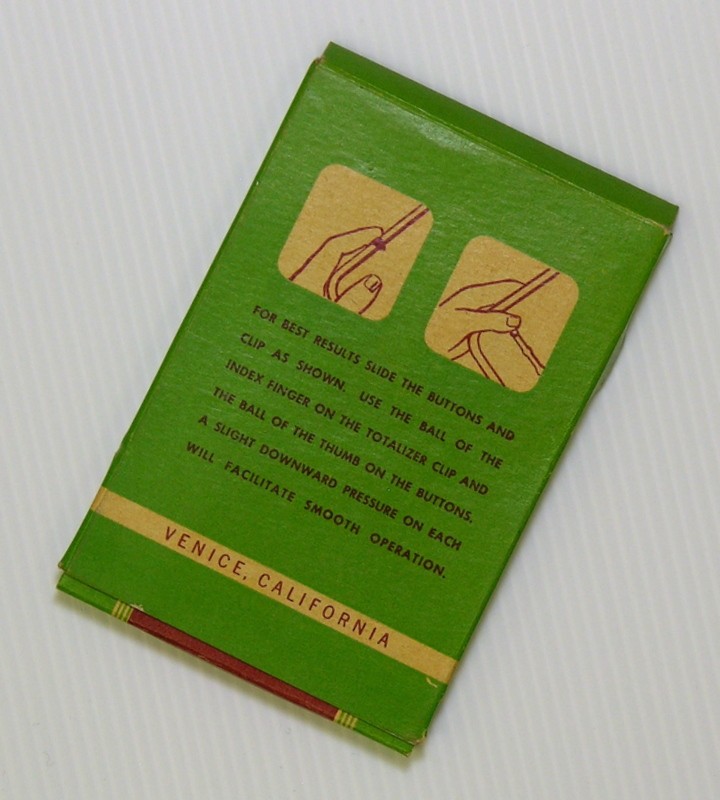 FOR BEST RESULTS SLIDE THE BUTTONS AND
CLIP AS SHOWN. USE THE BALL OF THE
INDEX FINGER ON THE TOTALIZER CLIP AND
THE BALL OF THE THUMB ON THE BUTTONS.
A SLIGHT DOWNWARD PRESSURE ON EACH
WILL FACILITATE SMOOTH OPERATION.
VENICE, CALIFORNIA